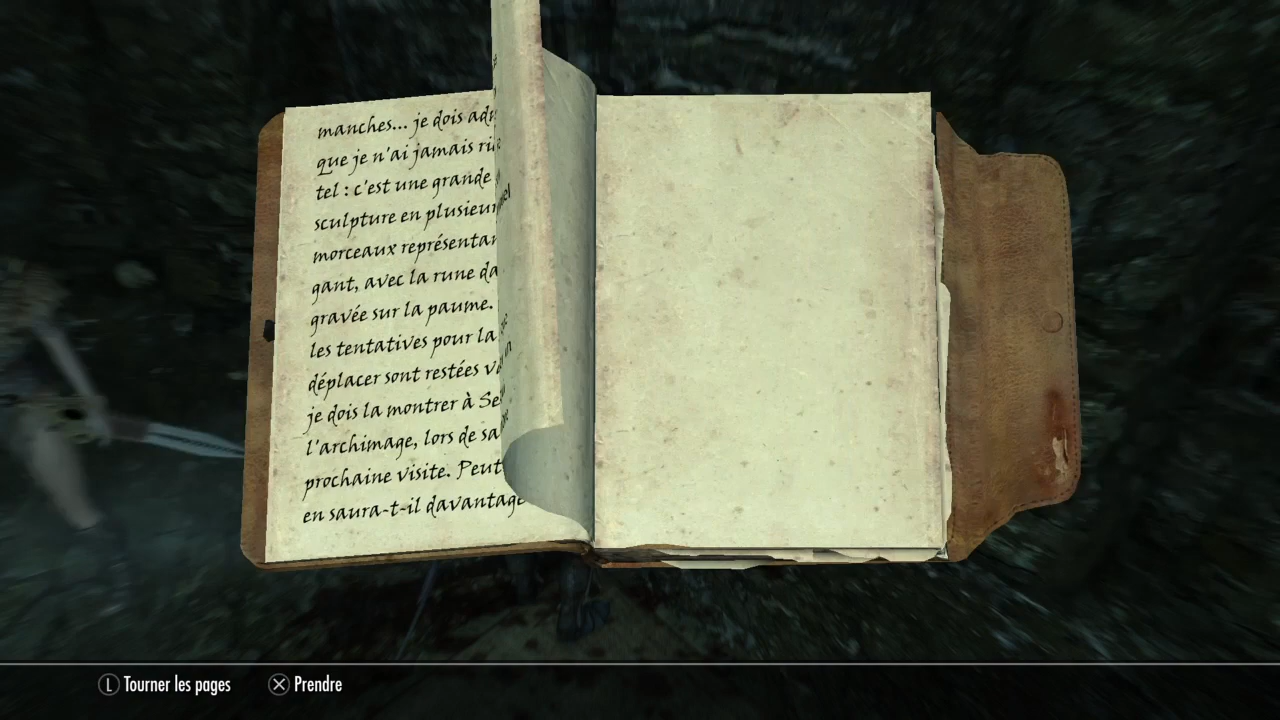 manches... je dois
que je n'ai jamais
tel : c'est une grande
sculpture en
morceaux
gant, avec la rune
gravée sur la paume.
les tentatives pour la
déplacer sont restées
je dois la montrer à
l'archimage, lors de sa
prochaine visite.
en saura-t-il davantage
Tourner les pages
Prendre